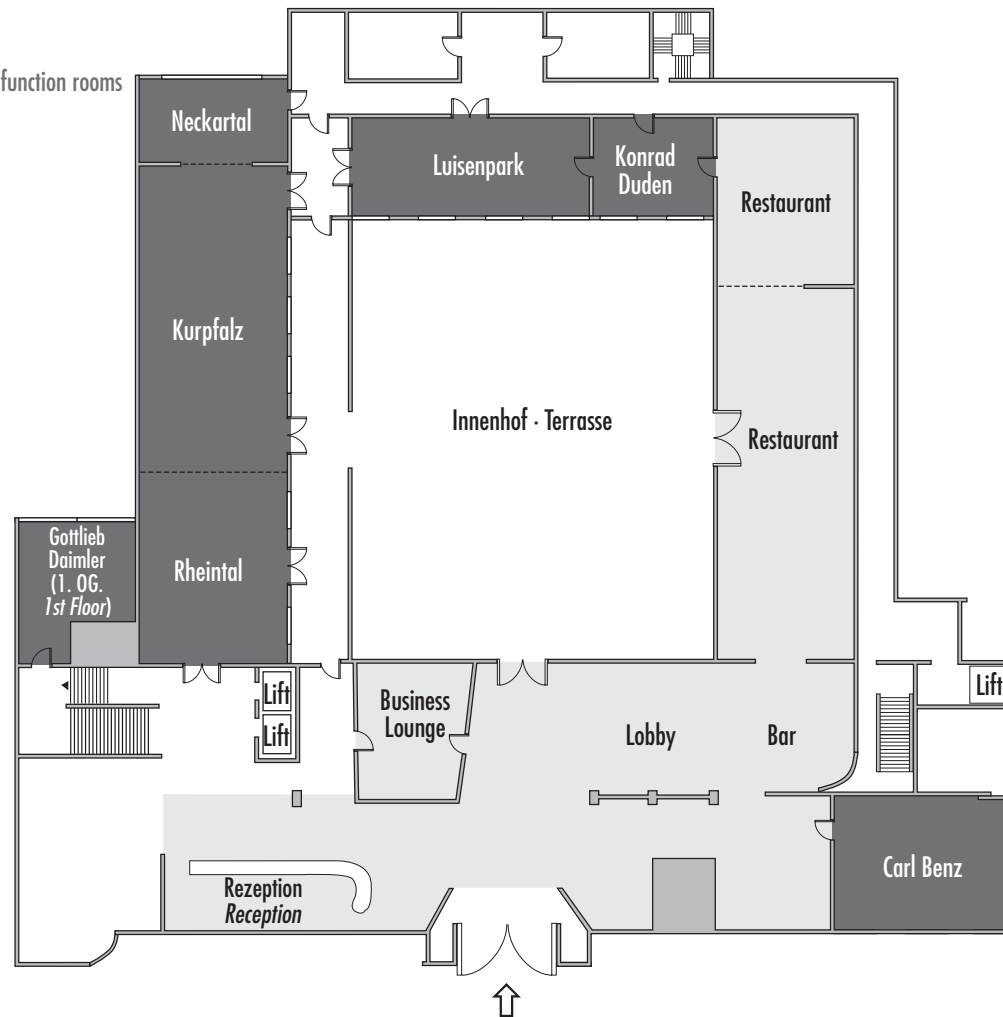 function rooms
Neckartal
Luisenpark
Konrad
Duden
Restaurant
Kurpfalz
Innenhof · Terrasse
Restaurant
Gottlieb
Daimler
(1. OG.
1st Floor)
Rheintal
Lift
Lift
Business
Lounge
Lobby
Bar
Lift
Carl Benz
Rezeption
Reception